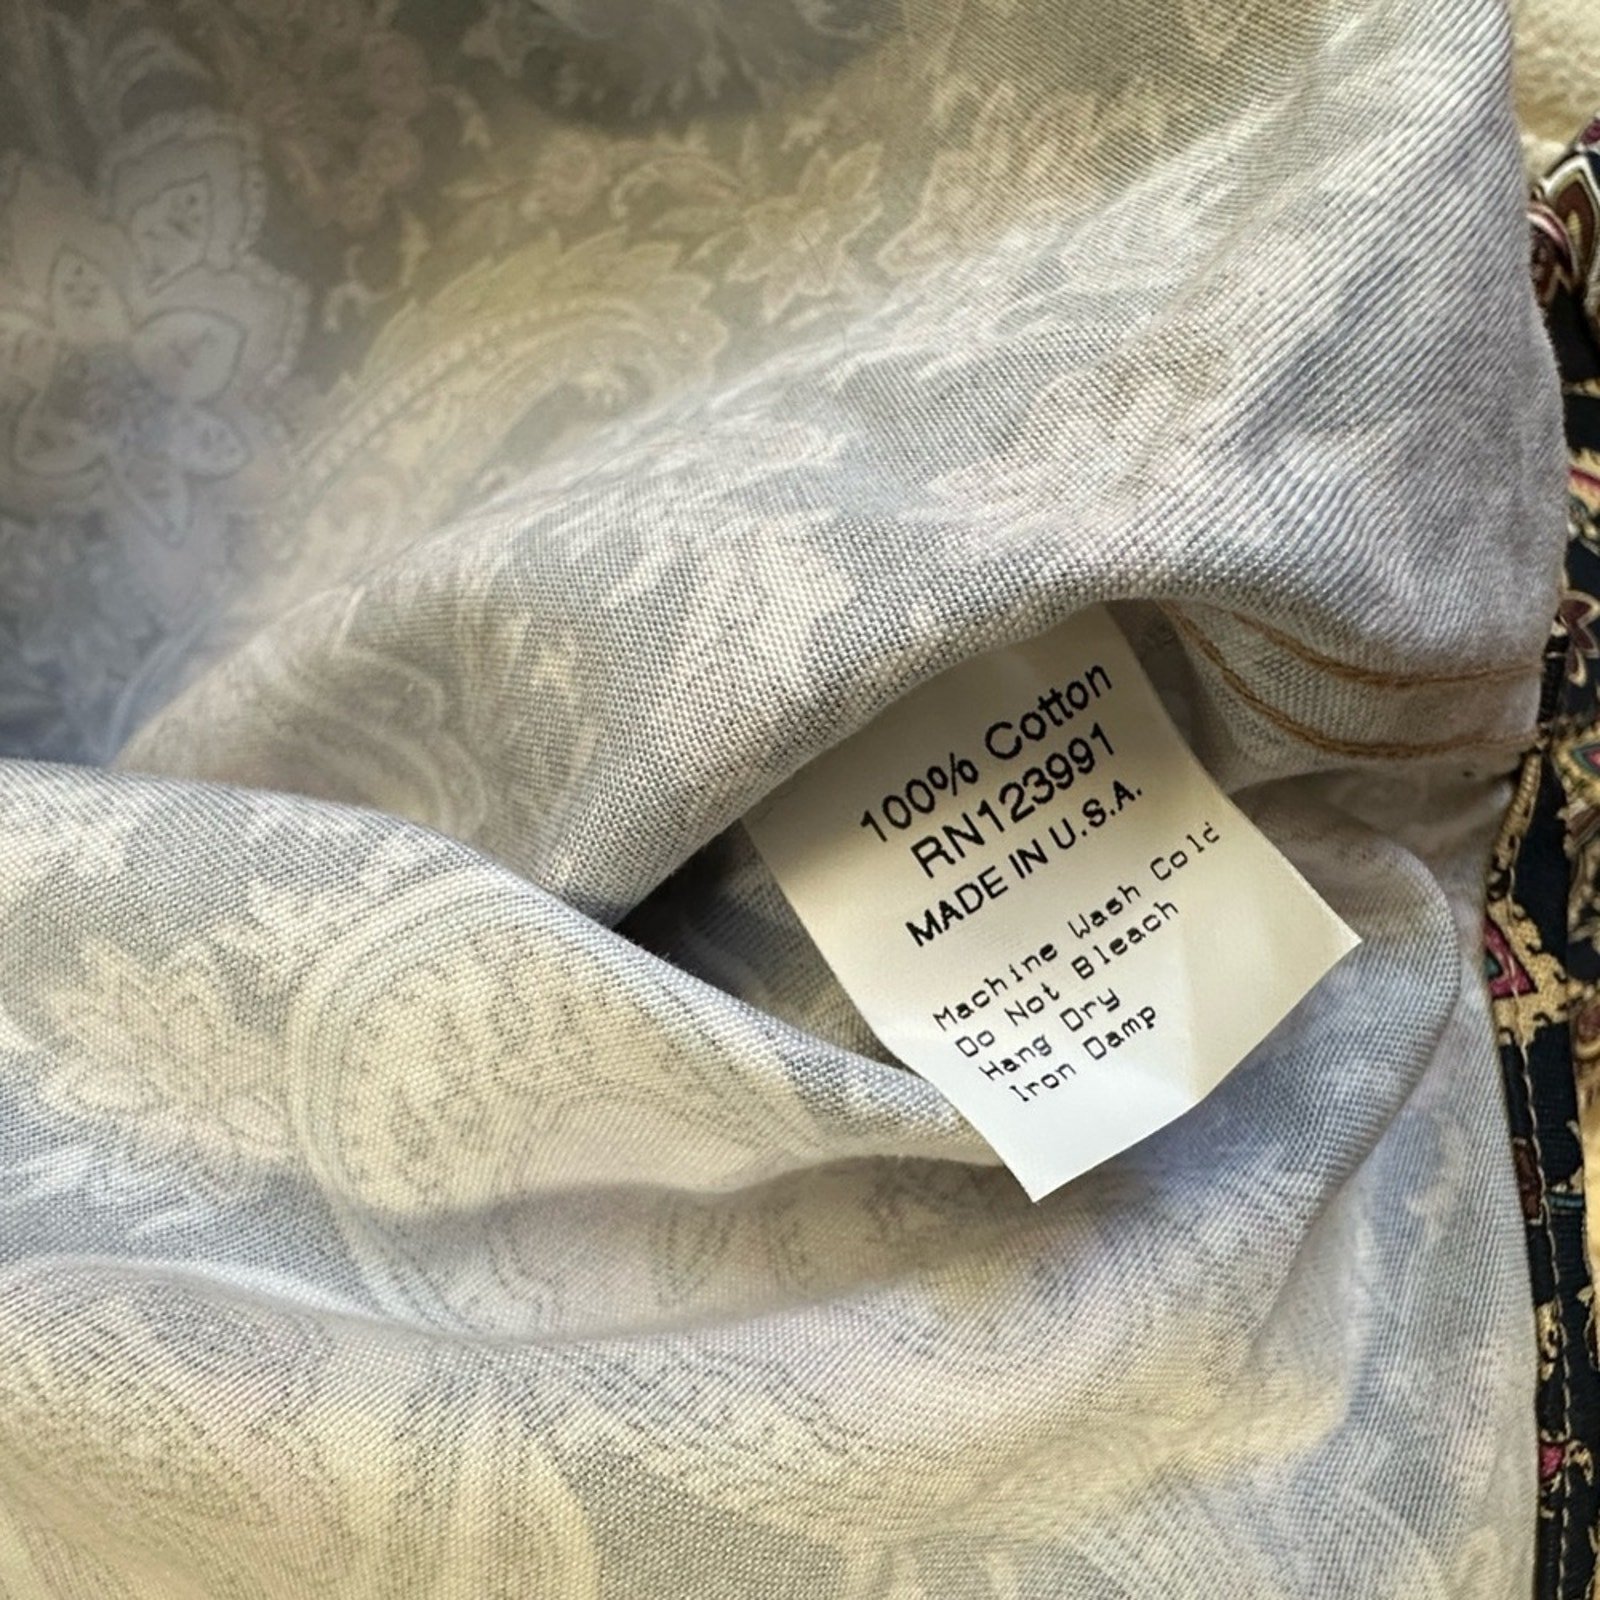 100% Cotton
RN123991
MADE IN U.S.A.
Machine Wash Cold
Do Not Bleach
Hang Dry
Iron Damp